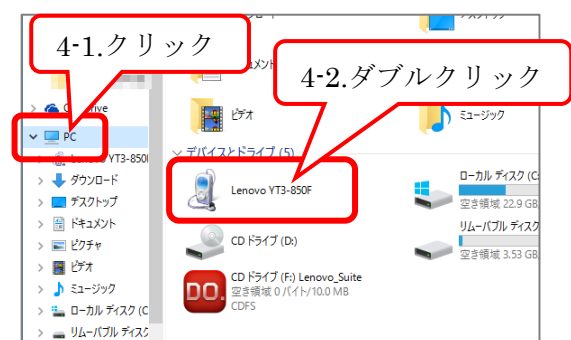 4-1.クリック
4-2.ダブルクリック
PC
ダウンロード
デスクトップ
ドキュメント
ピクチャ
ビデオ
ミュージック
ローカル ディスク (C
リムーバブル ディスク
ビデオ
ミュージック
デバイスとドライブ (5)
Lenovo YT3-850F
ローカル ディスク (C:
空き領域 22.9 GB
CD ドライブ (D:)
リムーバブル ディスク
空き領域 3.53 GB
CD ドライブ (F:) Lenovo_Suite
空き領域 0 バイト/10.0 MB
CDFS